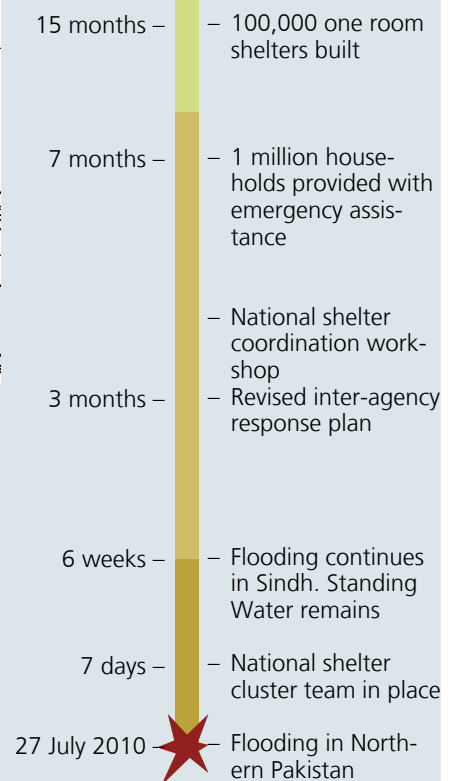 15 months – – 100,000 one room
shelters built
7 months – – 1 million house-
holds provided with
emergency assis-
tance
– National shelter
coordination work-
shop
3 months – – Revised inter-agency
response plan
6 weeks – – Flooding continues
in Sindh. Standing
Water remains
7 days – – National shelter
cluster team in place
27 July 2010 – – Flooding in North-
ern Pakistan